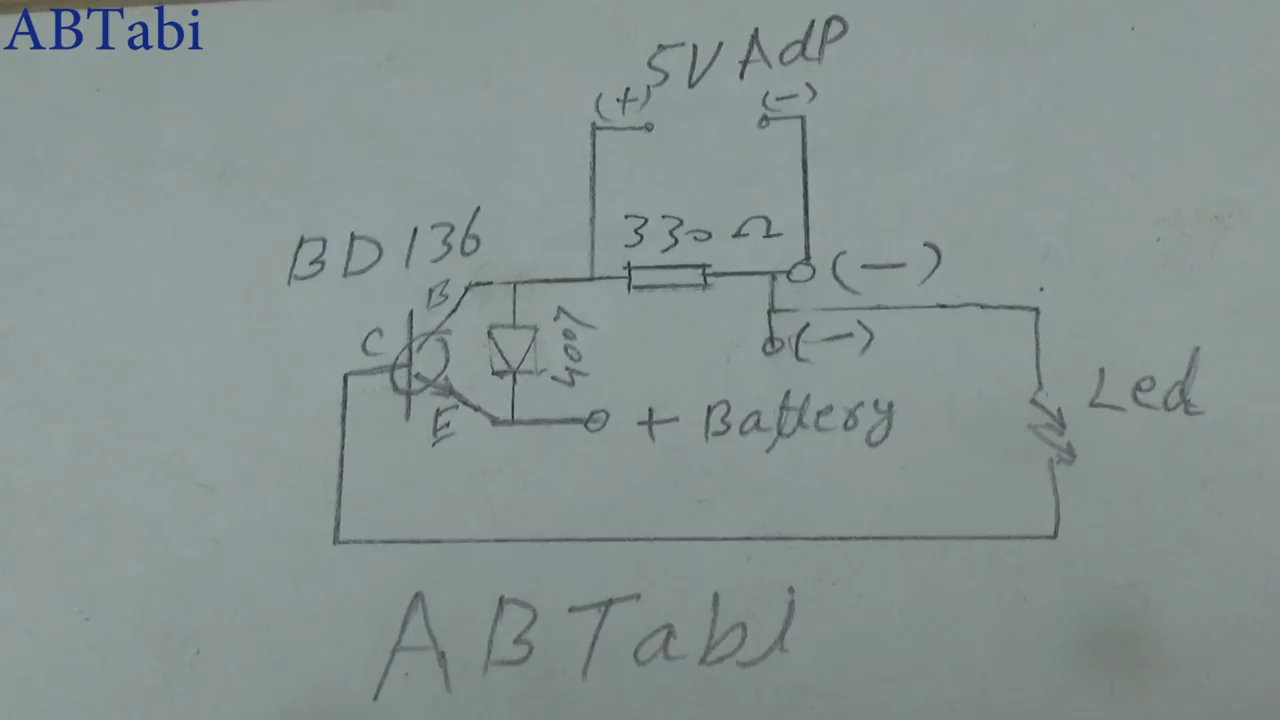 ABTabi
5V AdP
(+) (-)
330 Ω
BD136
B
(-)
C
4007
(-)
Led
E
+ Battery
ABTabi